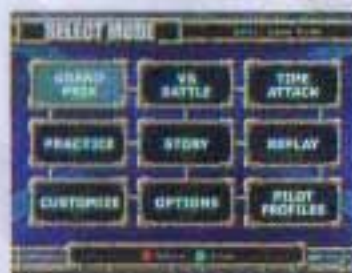 SELECT MODE
GRAND PRIX
VS BATTLE
TIME ATTACK
PRACTICE
STORY
REPLAY
CUSTOMIZE
OPTIONS
PILOT PROFILES